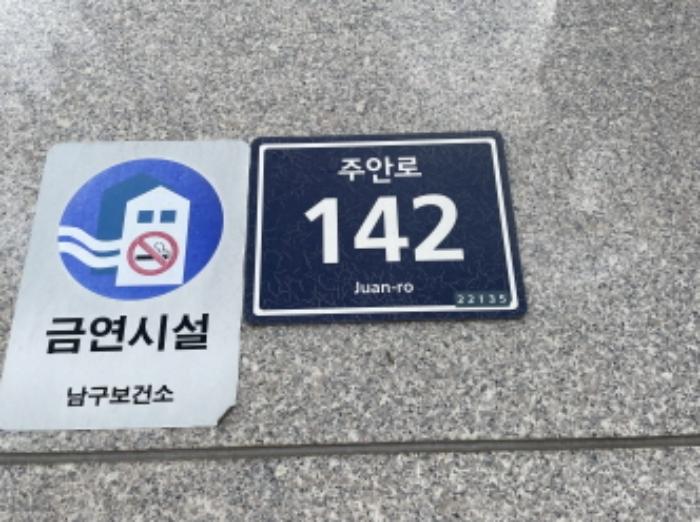 금연시설
남구보건소
주안로
142
Juan-ro
22135